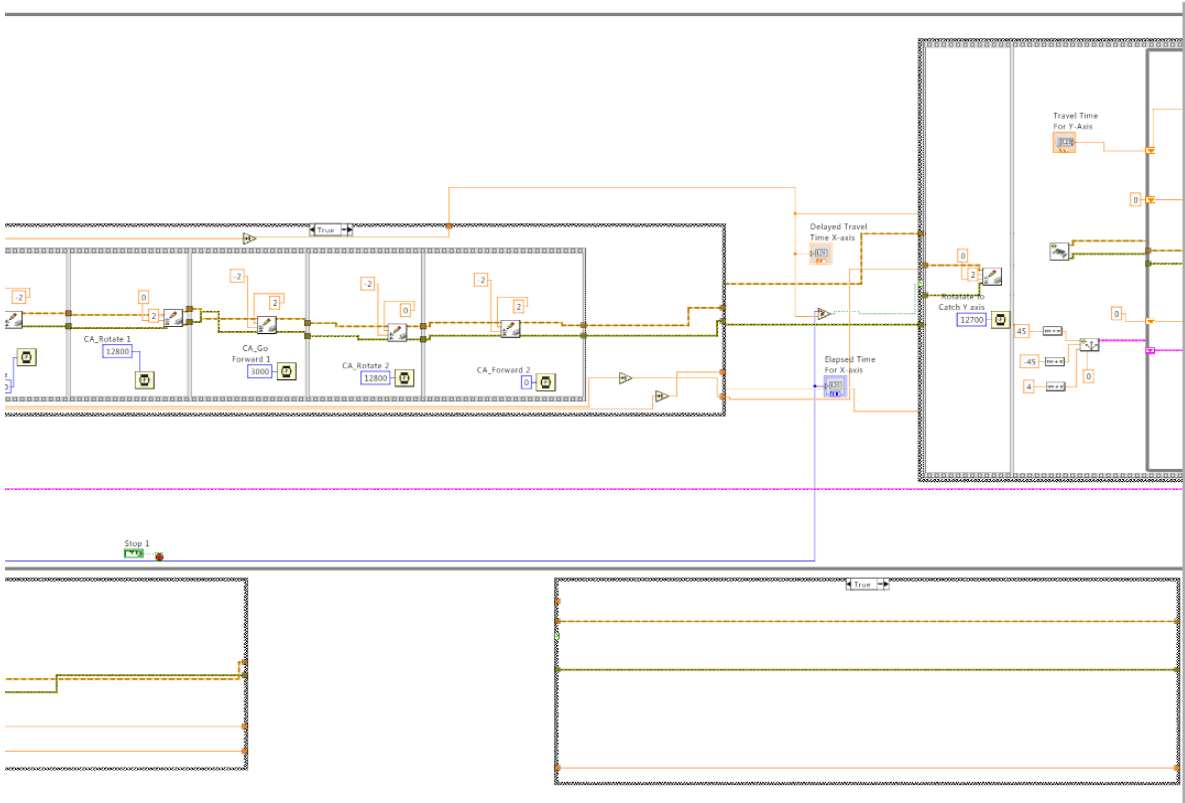 Travel Time
For Y-Axis
0
True
Delayed Travel
Time X-axis
-2
0
2
-2
2
-2
0
-2
2
0
2
Rotatate To
Catch Y axis
12700
CA_Rotate 1
12800
CA_Go
Forward 1
3000
CA_Rotate 2
12800
CA_Forward 2
0
Elapsed Time
For X-axis
0
45
-45
4
0
Stop 1
True